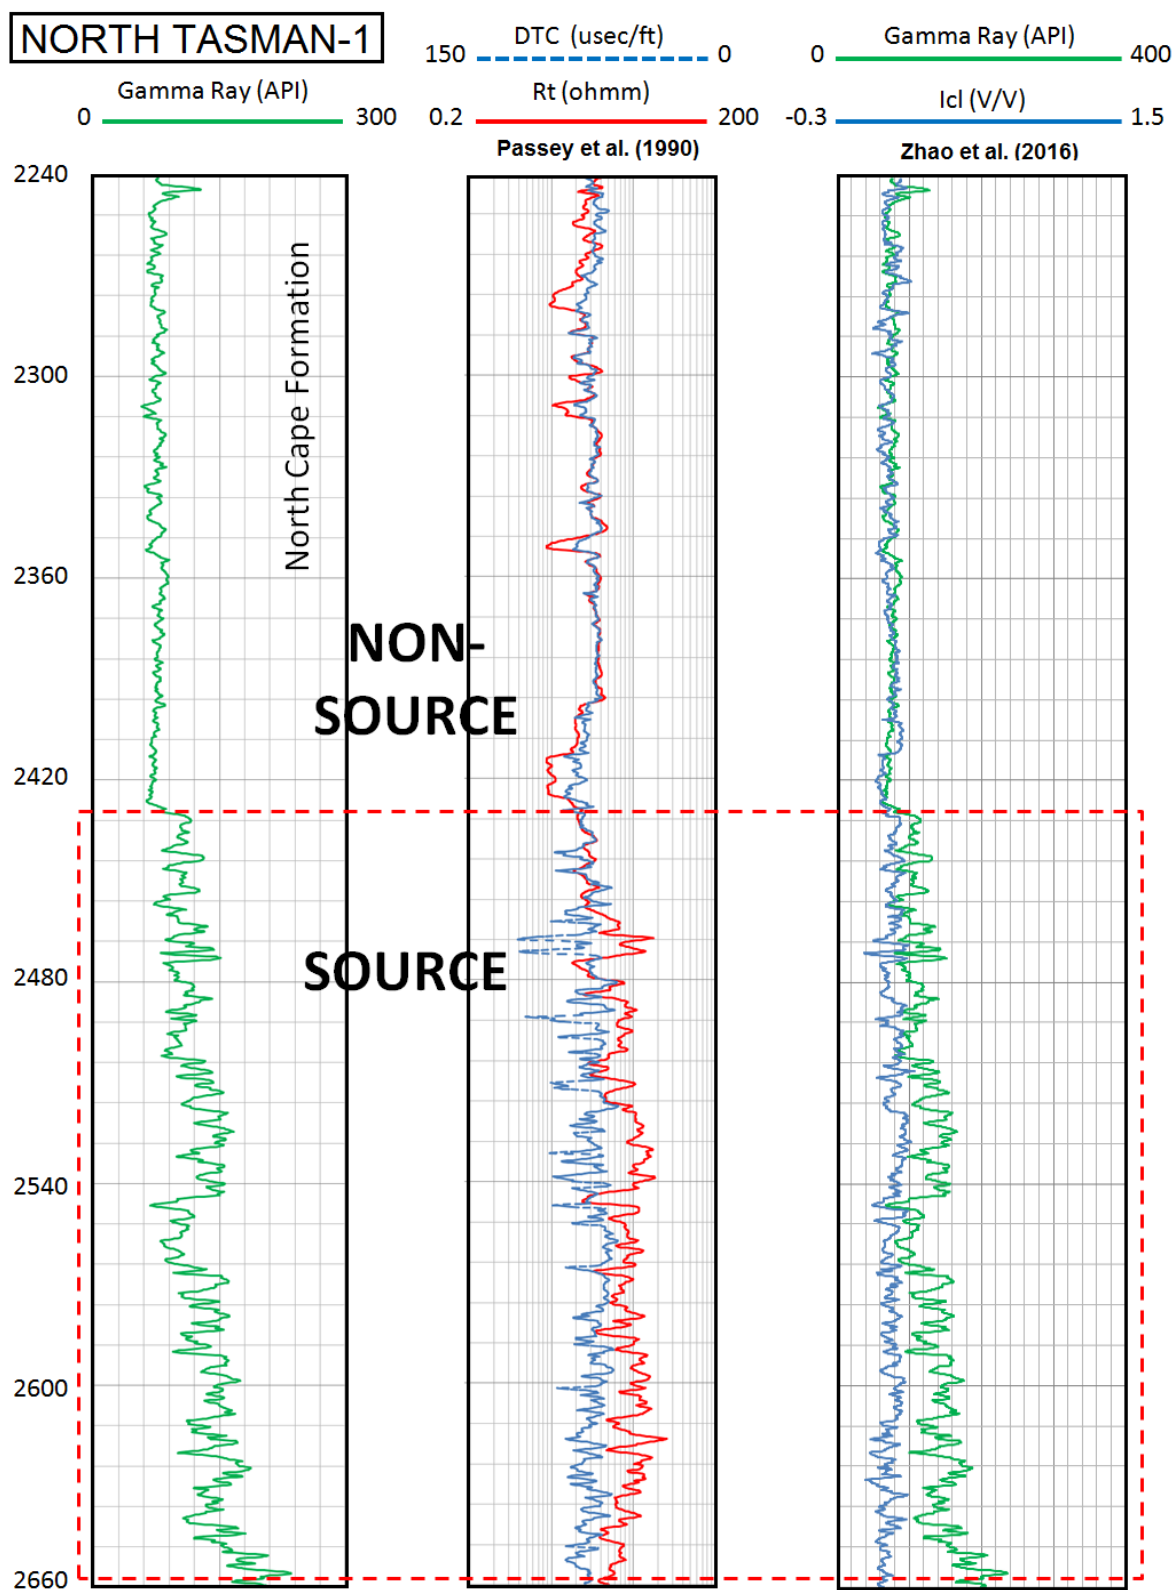 NORTH TASMAN-1
DTC (usec/ft)
150 0
Gamma Ray (API)
0 400
Gamma Ray (API)
0 300
Rt (ohmm)
0.2 200
Icl (V/V)
-0.3 1.5
Passey et al. (1990)
Zhao et al. (2016)
2240
2300
2360
2420
2480
2540
2600
2660
North Cape Formation
NON-
SOURCE
SOURCE